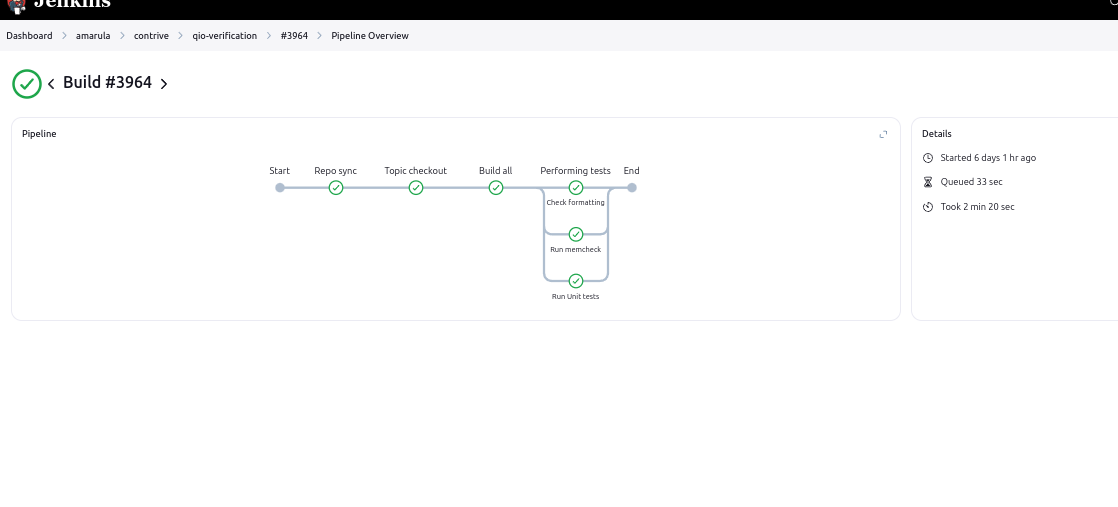 Jenkins
Dashboard > amarula > contrive > qio-verification > #3964 > Pipeline Overview
Build #3964
Pipeline
Start Repo sync Topic checkout Build all Performing tests End
Check formatting
Run memcheck
Run Unit tests
Details
Started 6 days 1 hr ago
Queued 33 sec
Took 2 min 20 sec